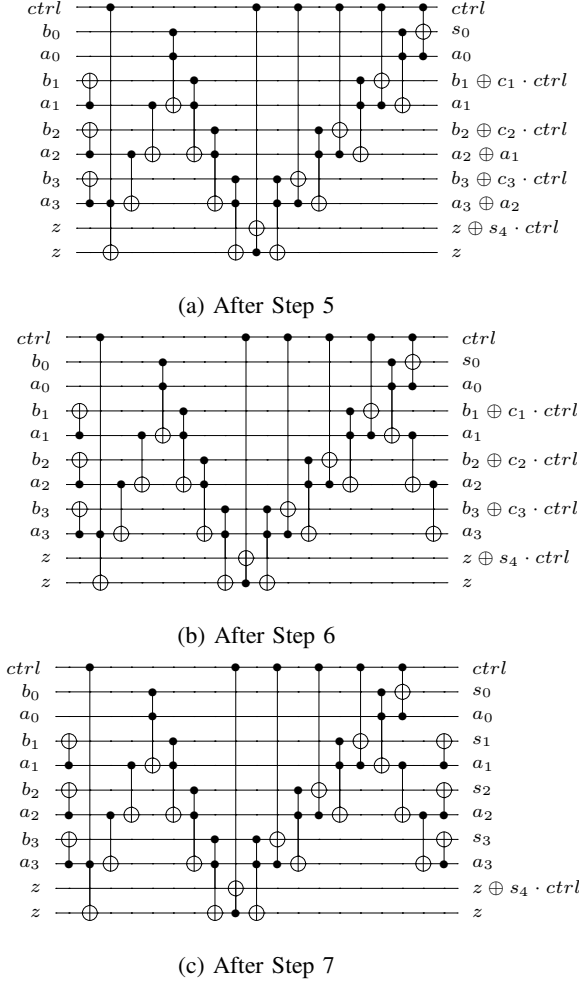 ctrl ctrl
b₀ s₀
a₀ a₀
b₁ b₁ ⊕ c₁ · ctrl
a₁ a₁
b₂ b₂ ⊕ c₂ · ctrl
a₂ a₂ ⊕ a₁
b₃ b₃ ⊕ c₃ · ctrl
a₃ a₃ ⊕ a₂
z z ⊕ s₄ · ctrl
z z
(a) After Step 5
ctrl ctrl
b₀ s₀
a₀ a₀
b₁ b₁ ⊕ c₁ · ctrl
a₁ a₁
b₂ b₂ ⊕ c₂ · ctrl
a₂ a₂
b₃ b₃ ⊕ c₃ · ctrl
a₃ a₃
z z ⊕ s₄ · ctrl
z z
(b) After Step 6
ctrl ctrl
b₀ s₀
a₀ a₀
b₁ s₁
a₁ a₁
b₂ s₂
a₂ a₂
b₃ s₃
a₃ a₃
z z ⊕ s₄ · ctrl
z z
(c) After Step 7